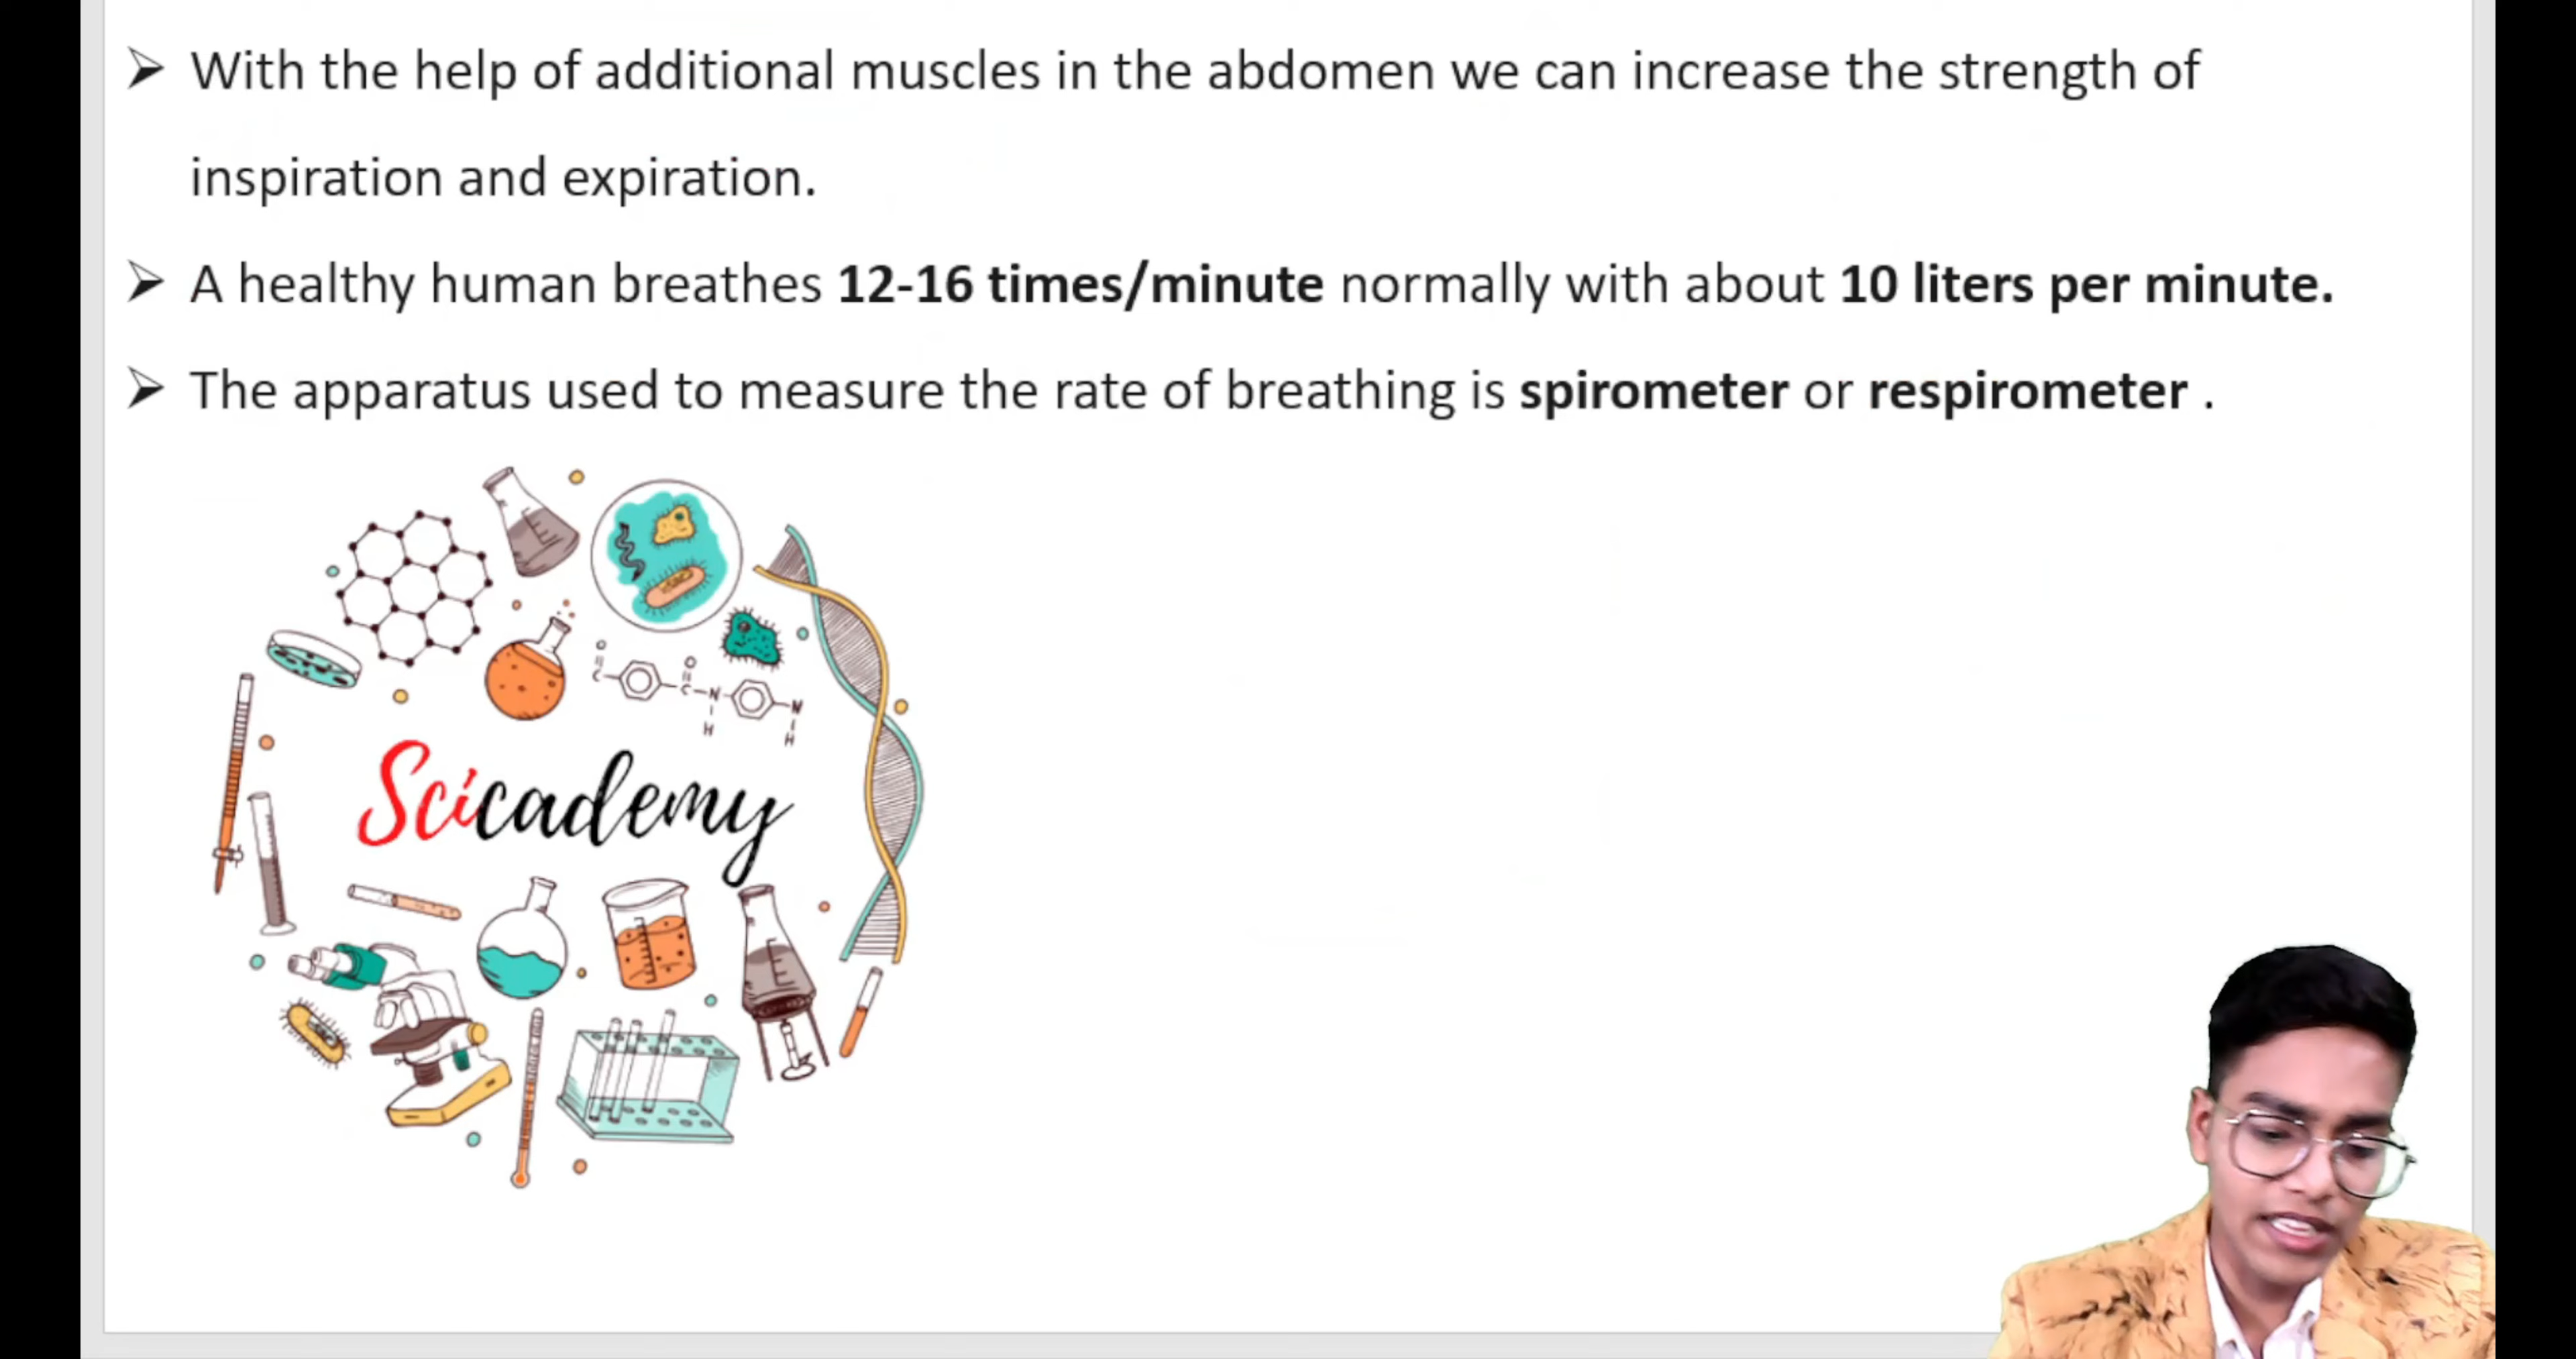 ➢ With the help of additional muscles in the abdomen we can increase the strength of
inspiration and expiration.
➢ A healthy human breathes 12-16 times/minute normally with about 10 liters per minute.
➢ The apparatus used to measure the rate of breathing is spirometer or respirometer .
O
O
C
C
N
N
H
H
Scicademy